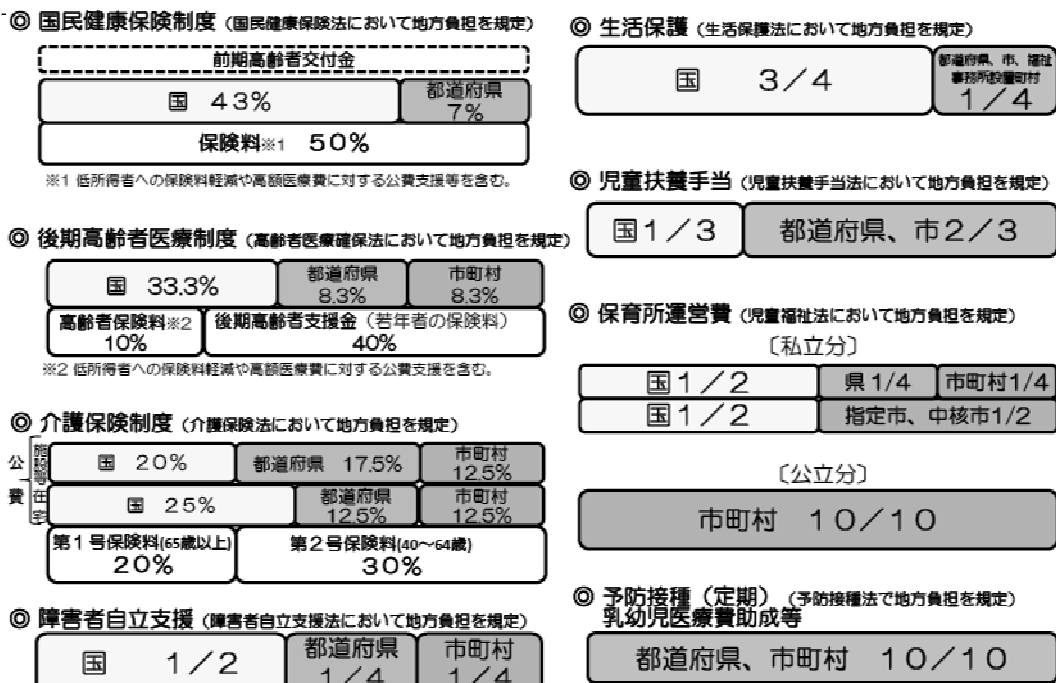 ◎ 国民健康保険制度(国民健康保険法において地方負担を規定)
前期高齢者交付金
国 43%
都道府県
7%
保険料※1 50%
※1 低所得者への保険料軽減や高額医療費に対する公費支援等を含む。
◎ 後期高齢者医療制度(高齢者医療確保法において地方負担を規定)
国 33.3%
都道府県
8.3%
市町村
8.3%
高齢者保険料※2
10%
後期高齢者支援金(若年者の保険料)
40%
※2 低所得者への保険料軽減や高額医療費に対する公費支援を含む。
◎ 介護保険制度(介護保険法において地方負担を規定)
公費
施設等
国 20%
都道府県 17.5%
市町村
12.5%
在宅
国 25%
都道府県
12.5%
市町村
12.5%
第1号保険料(65歳以上)
20%
第2号保険料(40~64歳)
30%
◎ 障害者自立支援(障害者自立支援法において地方負担を規定)
国 1/2
都道府県
1/4
市町村
1/4
◎ 生活保護(生活保護法において地方負担を規定)
国 3/4
都道府県、市、福祉
事務所設置町村
1/4
◎ 児童扶養手当(児童扶養手当法において地方負担を規定)
国1/3
都道府県、市2/3
◎ 保育所運営費(児童福祉法において地方負担を規定)
〔私立分〕
国1/2
県1/4
市町村1/4
国1/2
指定市、中核市1/2
〔公立分〕
市町村 10/10
◎ 予防接種(定期)(予防接種法で地方負担を規定)
乳幼児医療費助成等
都道府県、市町村 10/10